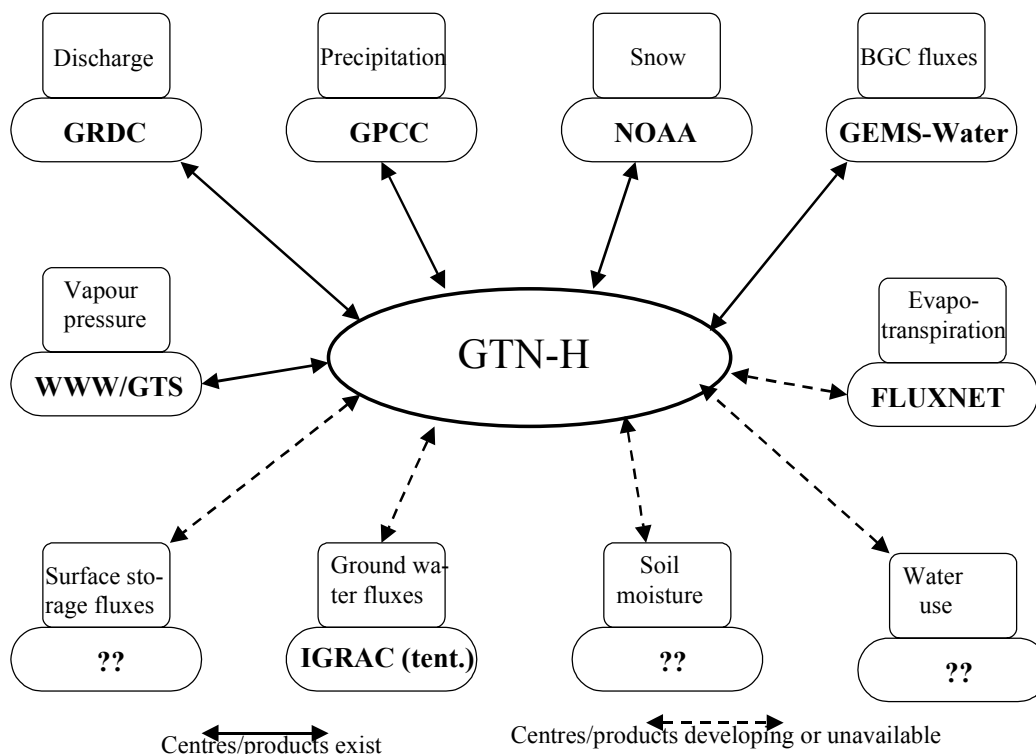 Discharge
GRDC
Precipitation
GPCC
Snow
NOAA
BGC fluxes
GEMS-Water
Vapour
pressure
WWW/GTS
GTN-H
Evapo-
transpiration
FLUXNET
Surface sto-
rage fluxes
??
Ground wa-
ter fluxes
IGRAC (tent.)
Soil
moisture
??
Water
use
??
Centres/products exist
Centres/products developing or unavailable